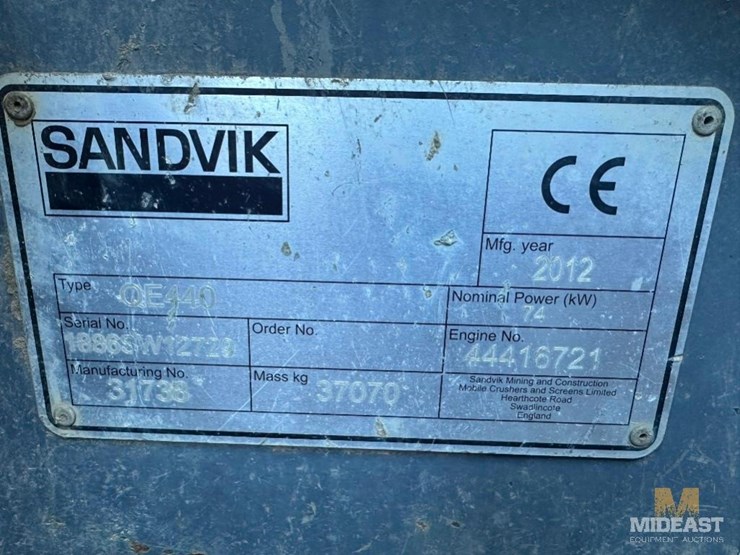 SANDVIK
CE
Mfg. year
2012
Type
QE440
Nominal Power (kW)
74
Serial No.
Order No.
Engine No.
44416721
Manufacturing No.
Mass kg
37070
Sandvik Mining and Construction
Mobile Crushers and Screens Limited
Hearthcote Road
Swadlincote
England
M
MIDEAST
EQUIPMENT AUCTIONS